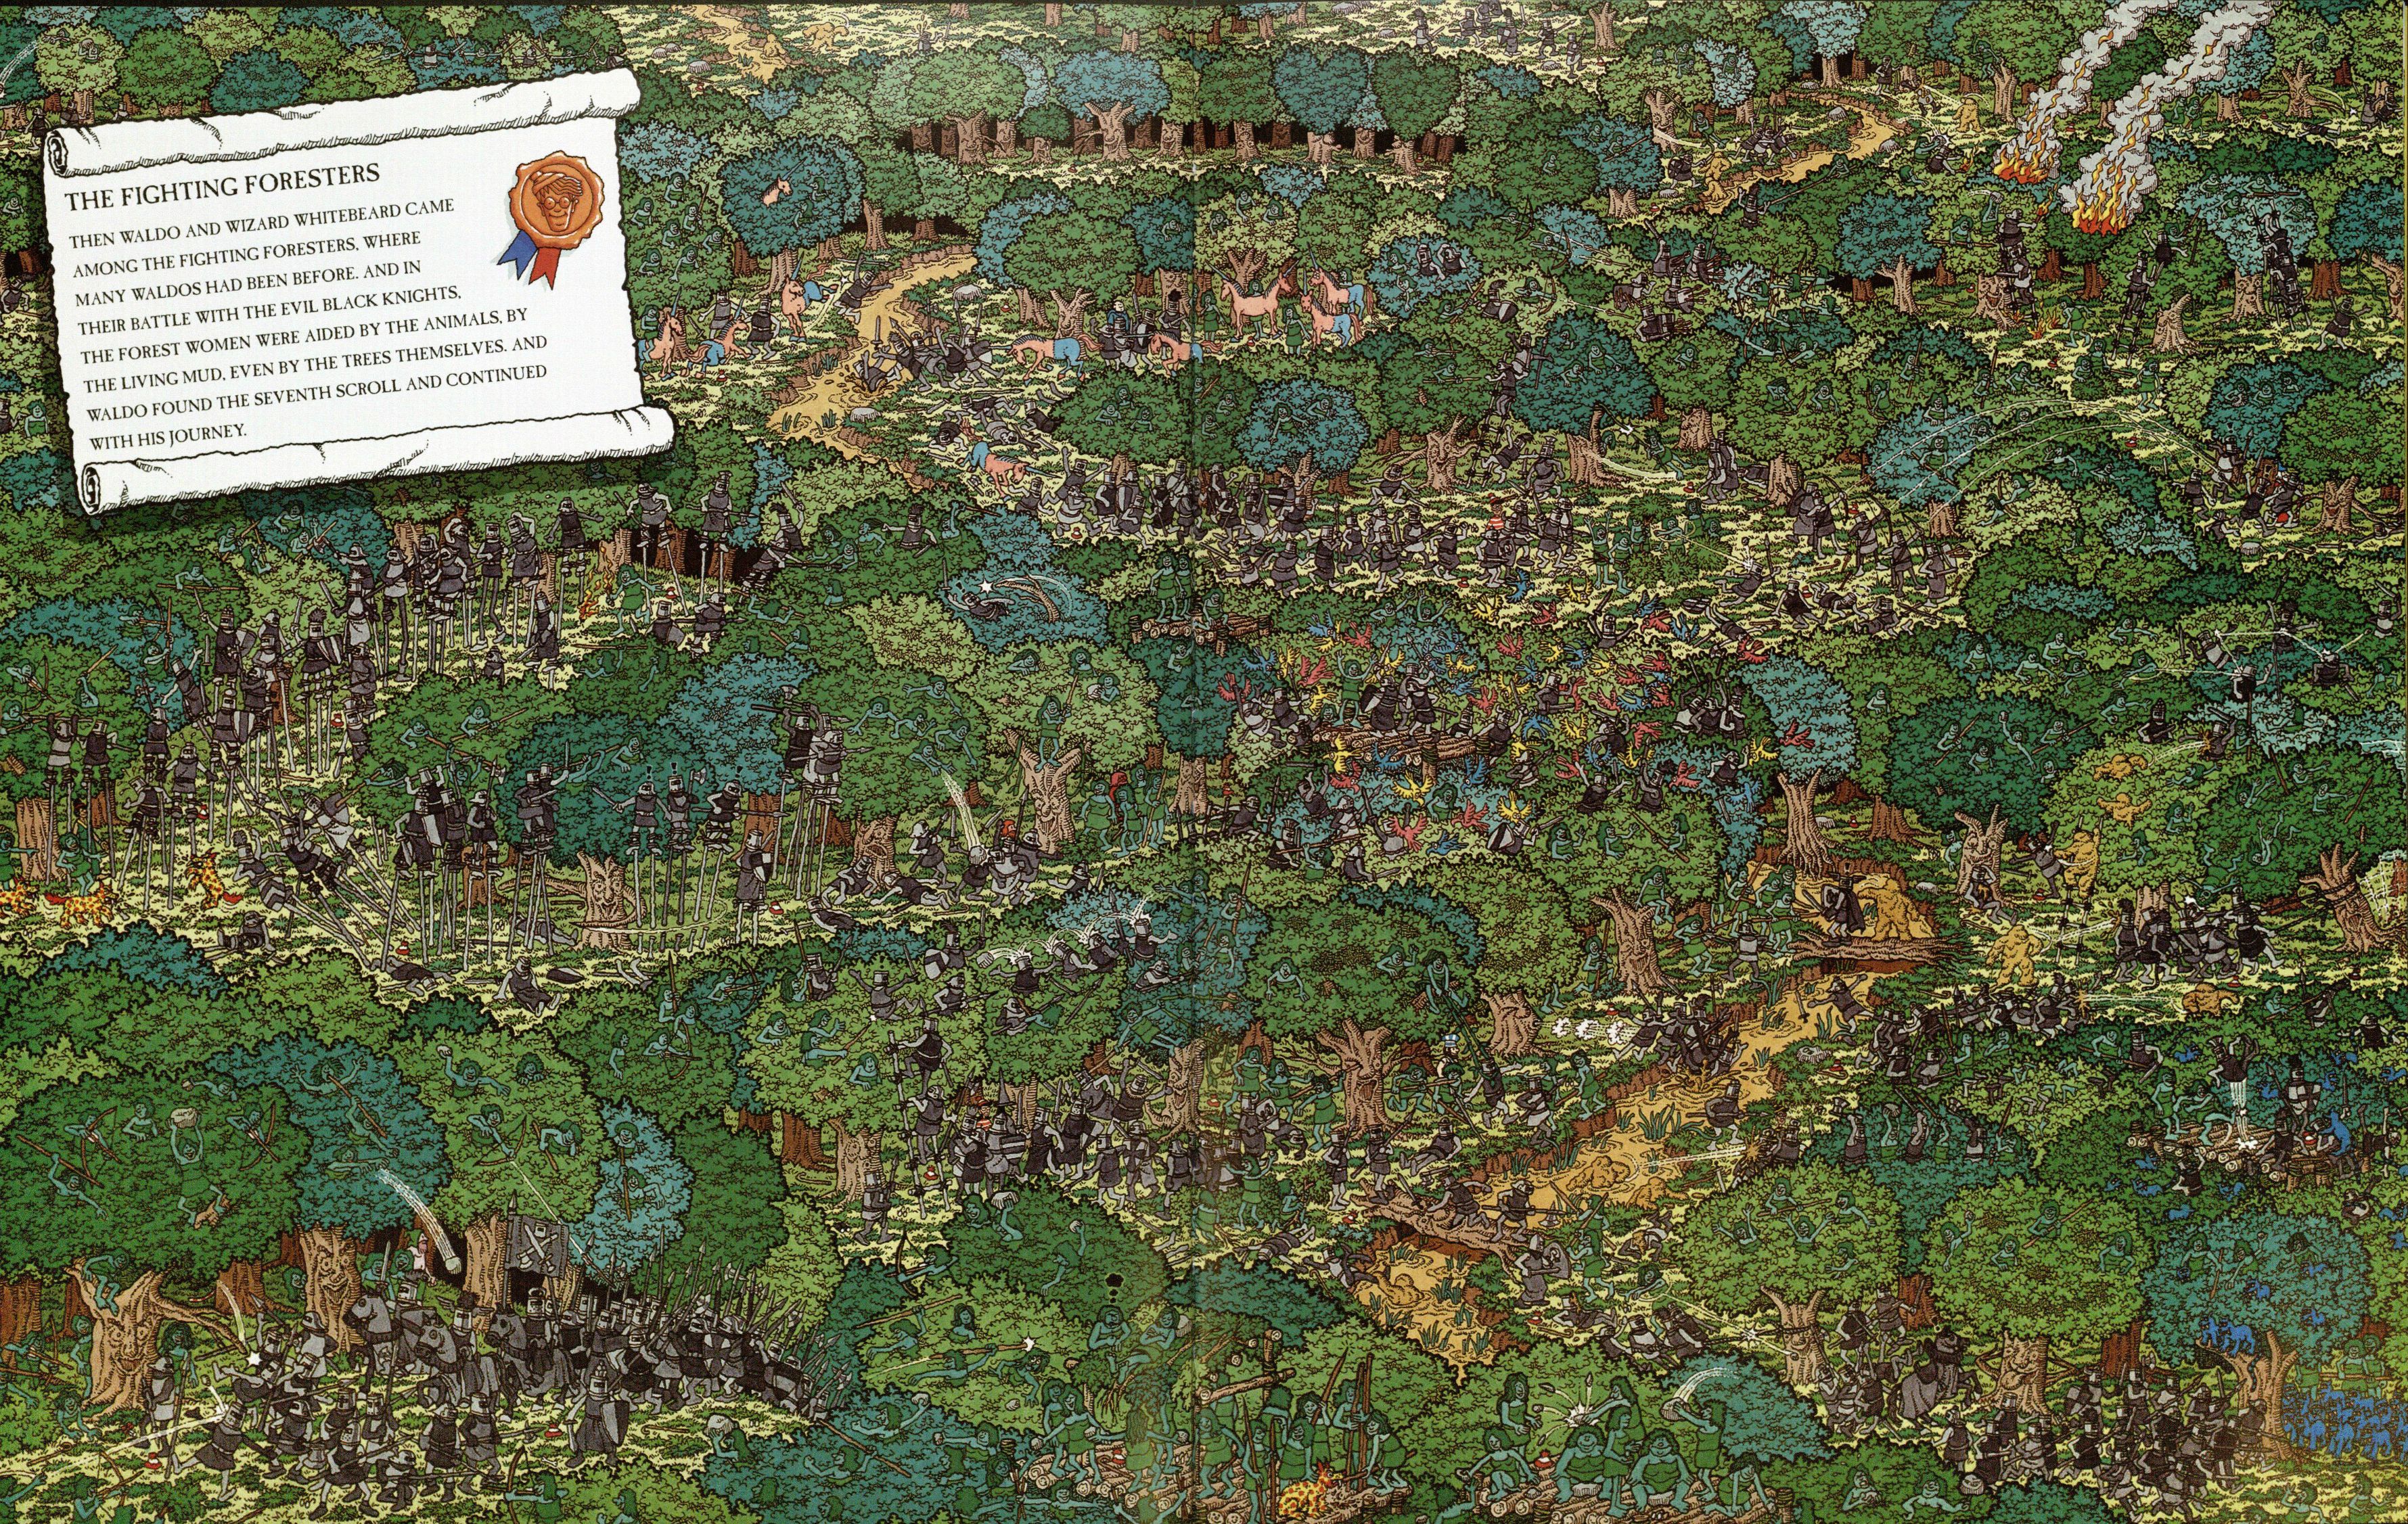 THE FIGHTING FORESTERS
THEN WALDO AND WIZARD WHITEBEARD CAME
AMONG THE FIGHTING FORESTERS, WHERE
MANY WALDOS HAD BEEN BEFORE. AND IN
THEIR BATTLE WITH THE EVIL BLACK KNIGHTS,
THE FOREST WOMEN WERE AIDED BY THE ANIMALS, BY
THE LIVING MUD, EVEN BY THE TREES THEMSELVES. AND
WALDO FOUND THE SEVENTH SCROLL AND CONTINUED
WITH HIS JOURNEY.